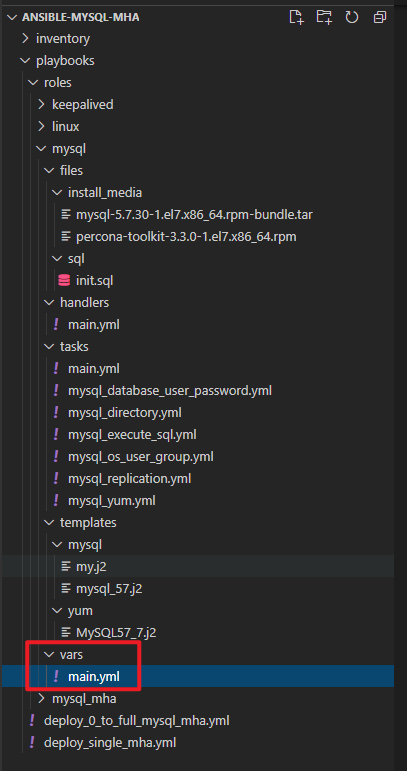 ANSIBLE-MYSQL-MHA
inventory
playbooks
roles
keepalived
linux
mysql
files
install_media
mysql-5.7.30-1.el7.x86_64.rpm-bundle.tar
percona-toolkit-3.3.0-1.el7.x86_64.rpm
sql
init.sql
handlers
! main.yml
tasks
! main.yml
! mysql_database_user_password.yml
! mysql_directory.yml
! mysql_execute_sql.yml
! mysql_os_user_group.yml
! mysql_replication.yml
! mysql_yum.yml
templates
mysql
my.j2
mysql_57.j2
yum
MySQL57_7.j2
vars
! main.yml
mysql_mha
! deploy_0_to_full_mysql_mha.yml
! deploy_single_mha.yml